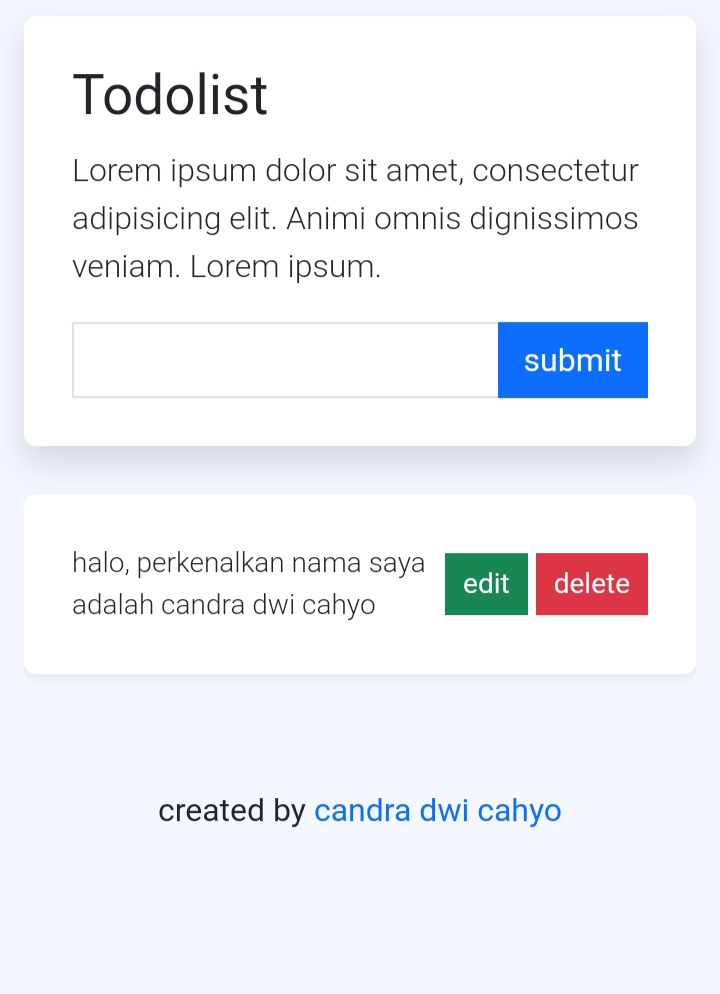 Todolist
Lorem ipsum dolor sit amet, consectetur
adipisicing elit. Animi omnis dignissimos
veniam. Lorem ipsum.
submit
halo, perkenalkan nama saya
adalah candra dwi cahyo
edit
delete
created by candra dwi cahyo